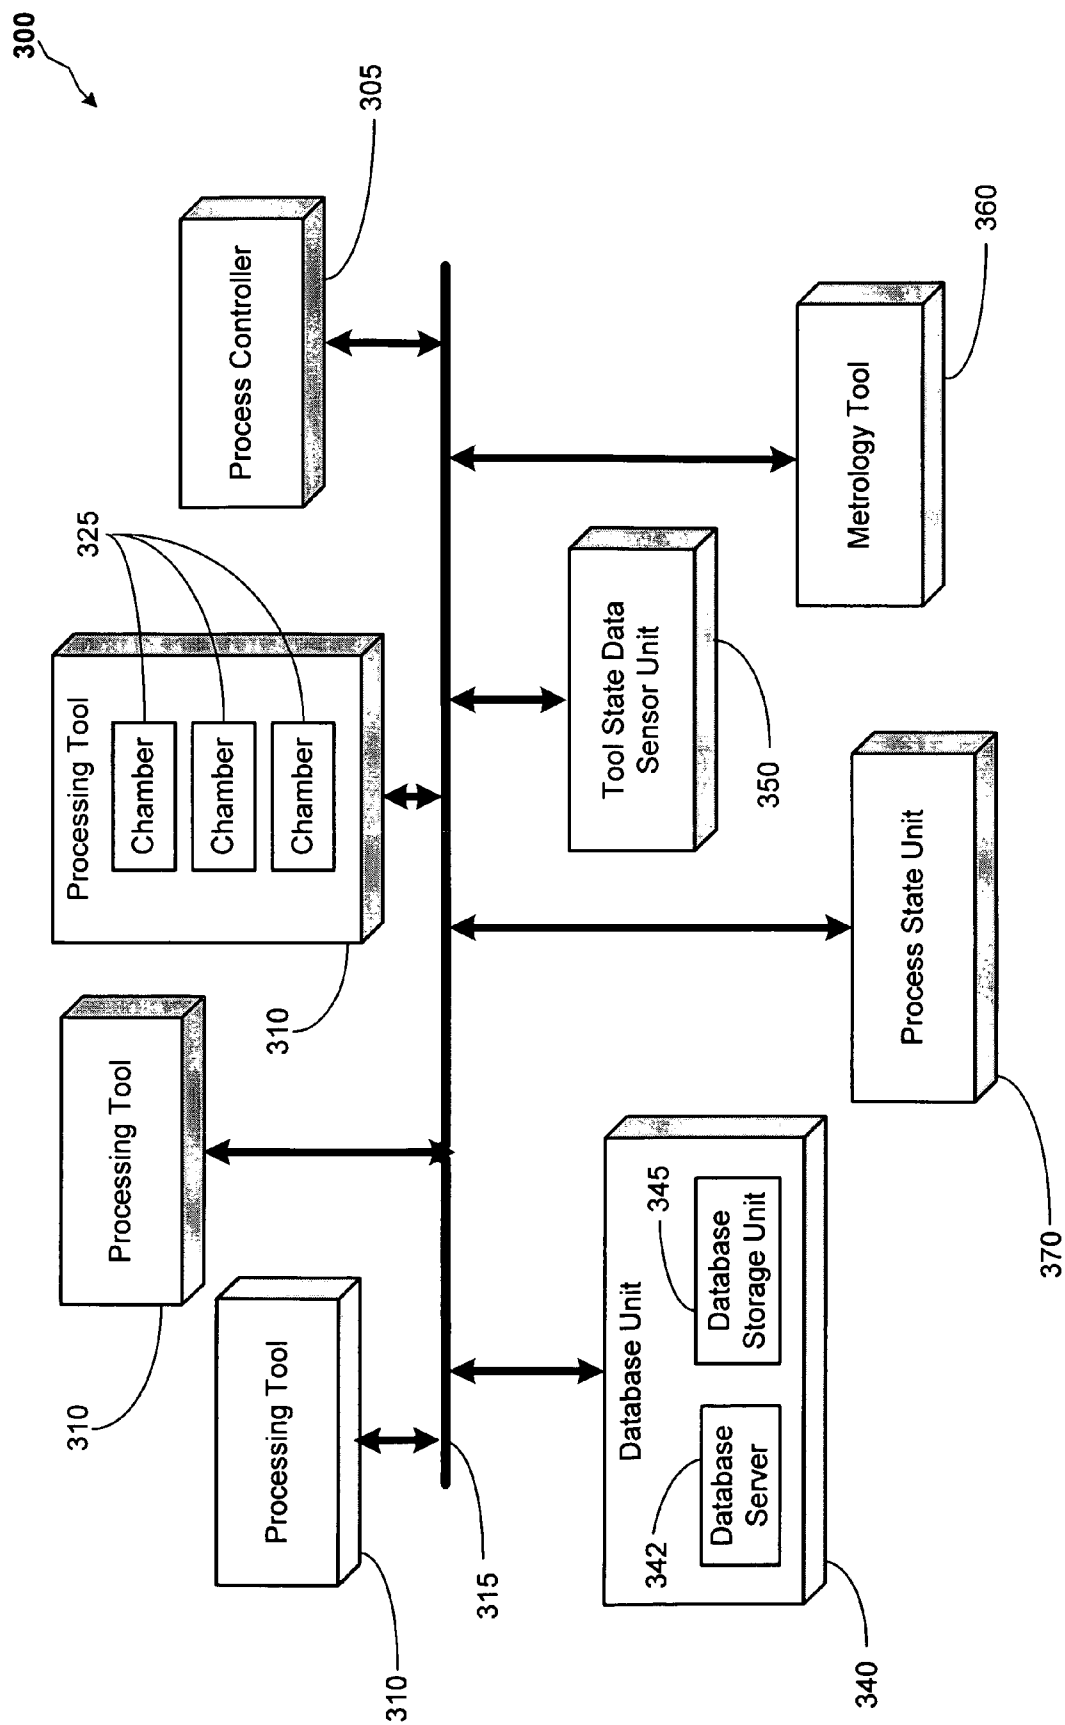 300
Process Controller
305
Processing Tool
Chamber
Chamber
Chamber
325
310
Processing Tool
310
Processing Tool
310
315
Database Unit
Database
Server
342
Database
Storage Unit
345
340
Process State Unit
370
Tool State Data
Sensor Unit
350
Metrology Tool
360